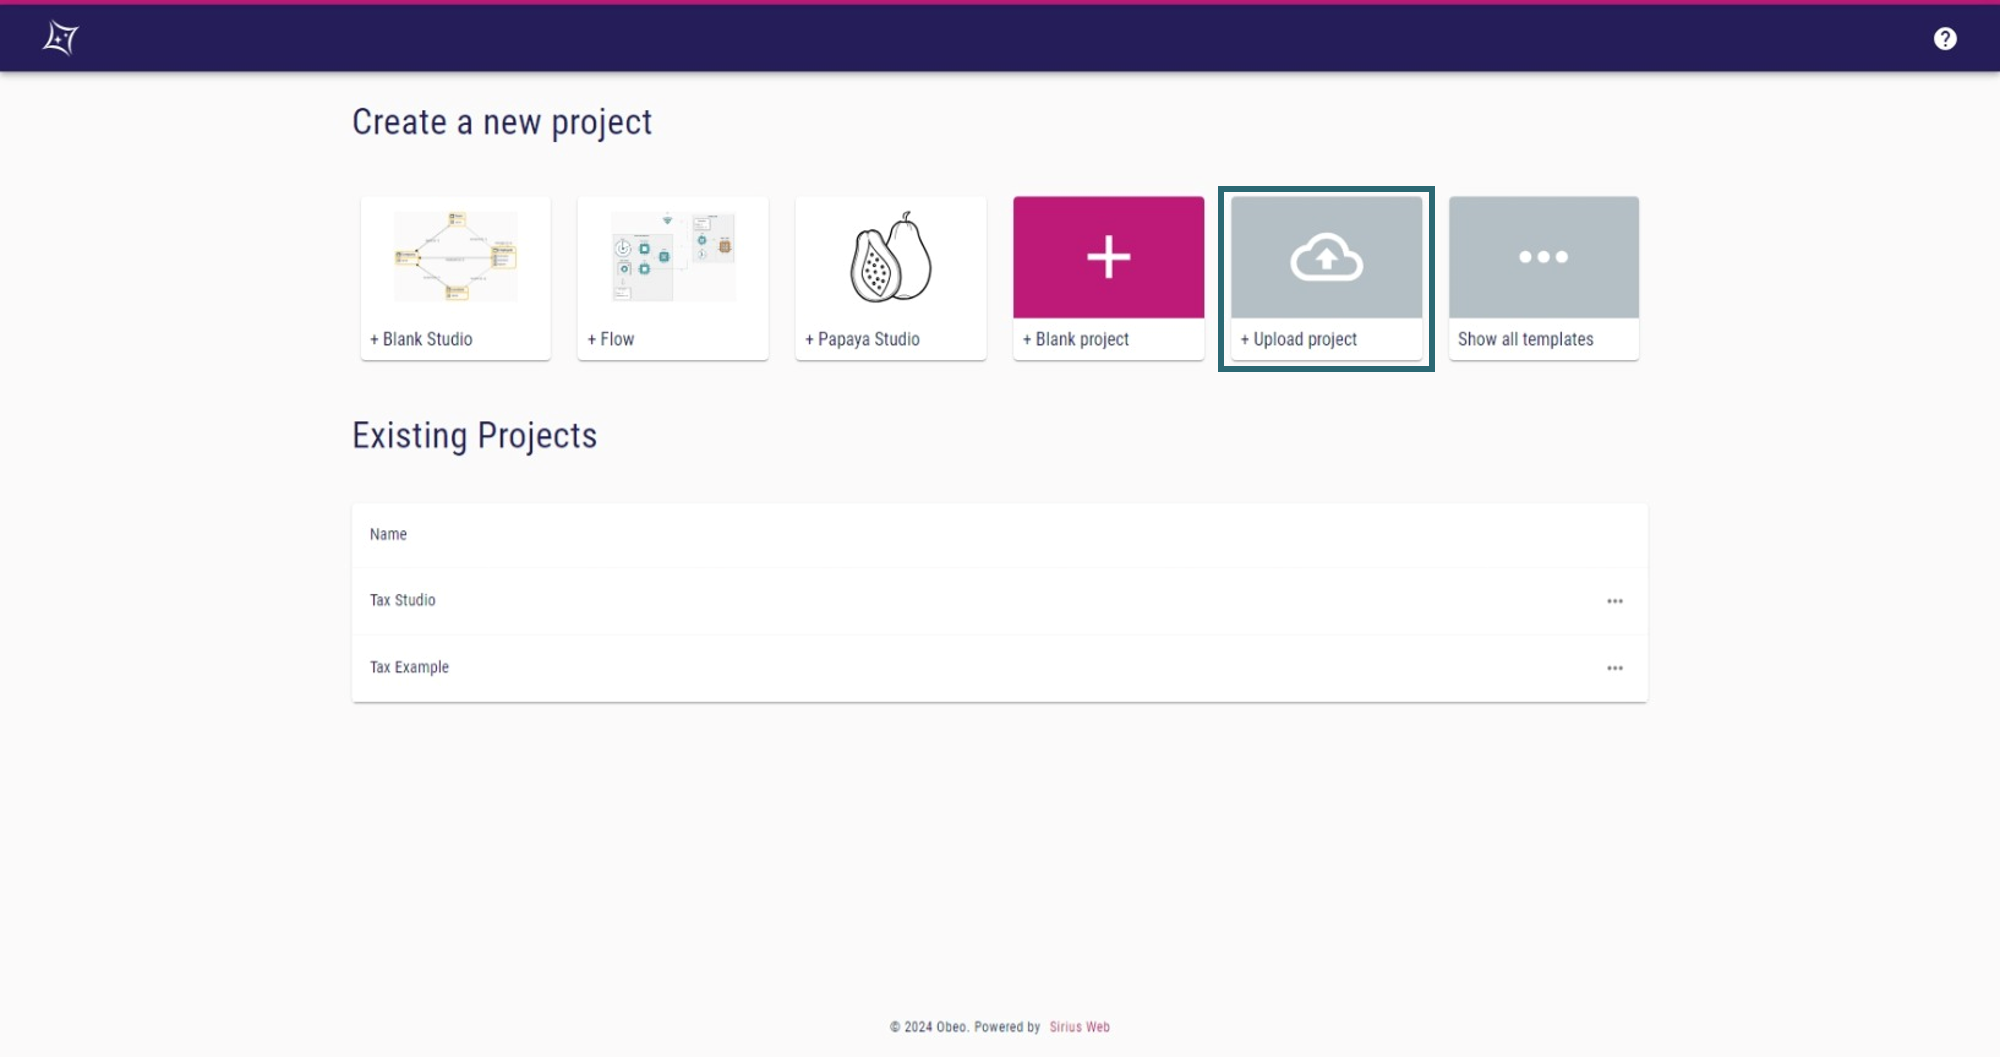 Create a new project
+ Blank Studio
+ Flow
+ Papaya Studio
+ Blank project
+ Upload project
Show all templates
Existing Projects
Name
Tax Studio
Tax Example
© 2024 Obeo. Powered by Sirius Web